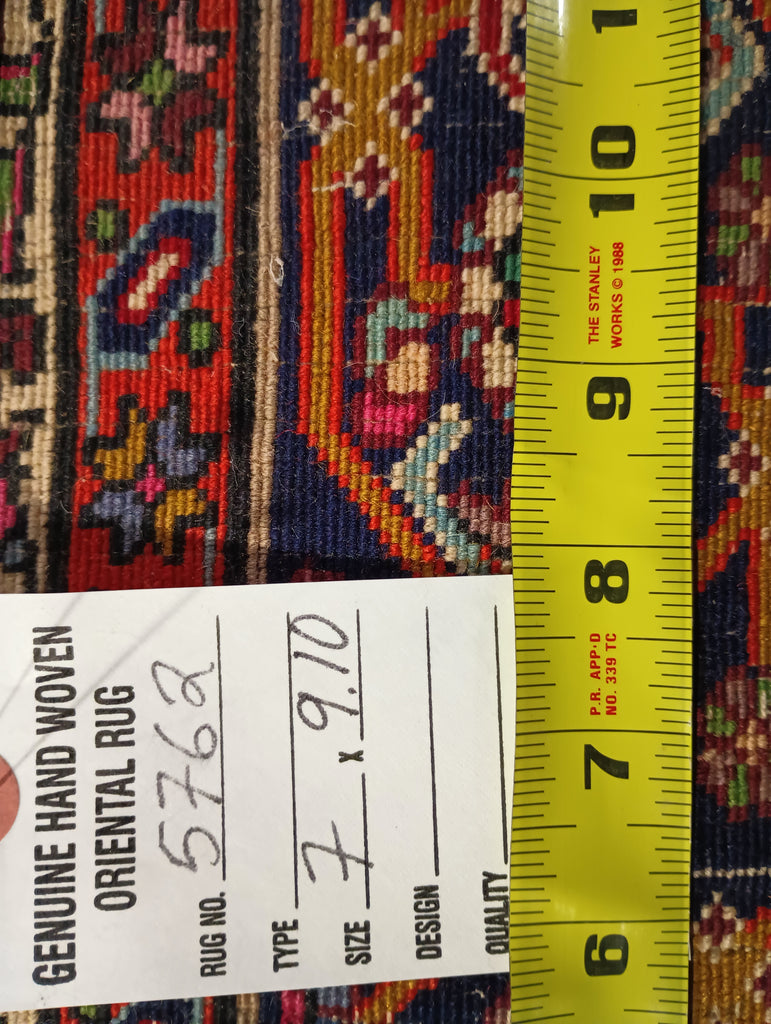 GENUINE HAND WOVEN
ORIENTAL RUG
RUG NO. 5762
TYPE
SIZE 7 x 9.10
DESIGN
QUALITY
6
7
8
9
10
1
P.R. APP'D
NO. 339 TC
THE STANLEY
WORKS © 1988